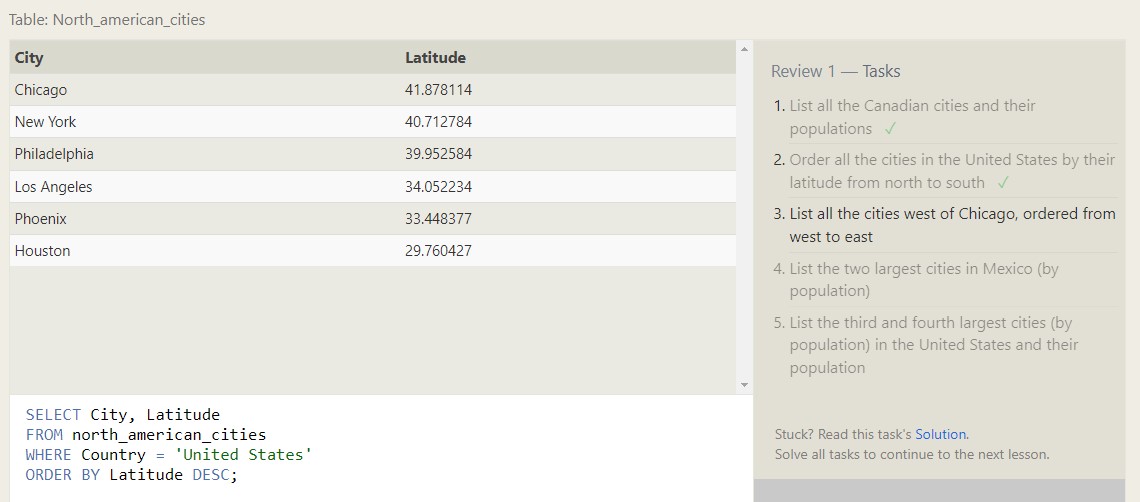 Table: North_american_cities
City Latitude
Chicago 41.878114
New York 40.712784
Philadelphia 39.952584
Los Angeles 34.052234
Phoenix 33.448377
Houston 29.760427
SELECT City, Latitude
FROM north_american_cities
WHERE Country = 'United States'
ORDER BY Latitude DESC;
Review 1 — Tasks
1. List all the Canadian cities and their
populations ✓
2. Order all the cities in the United States by their
latitude from north to south ✓
3. List all the cities west of Chicago, ordered from
west to east
4. List the two largest cities in Mexico (by
population)
5. List the third and fourth largest cities (by
population) in the United States and their
population
Stuck? Read this task's Solution.
Solve all tasks to continue to the next lesson.